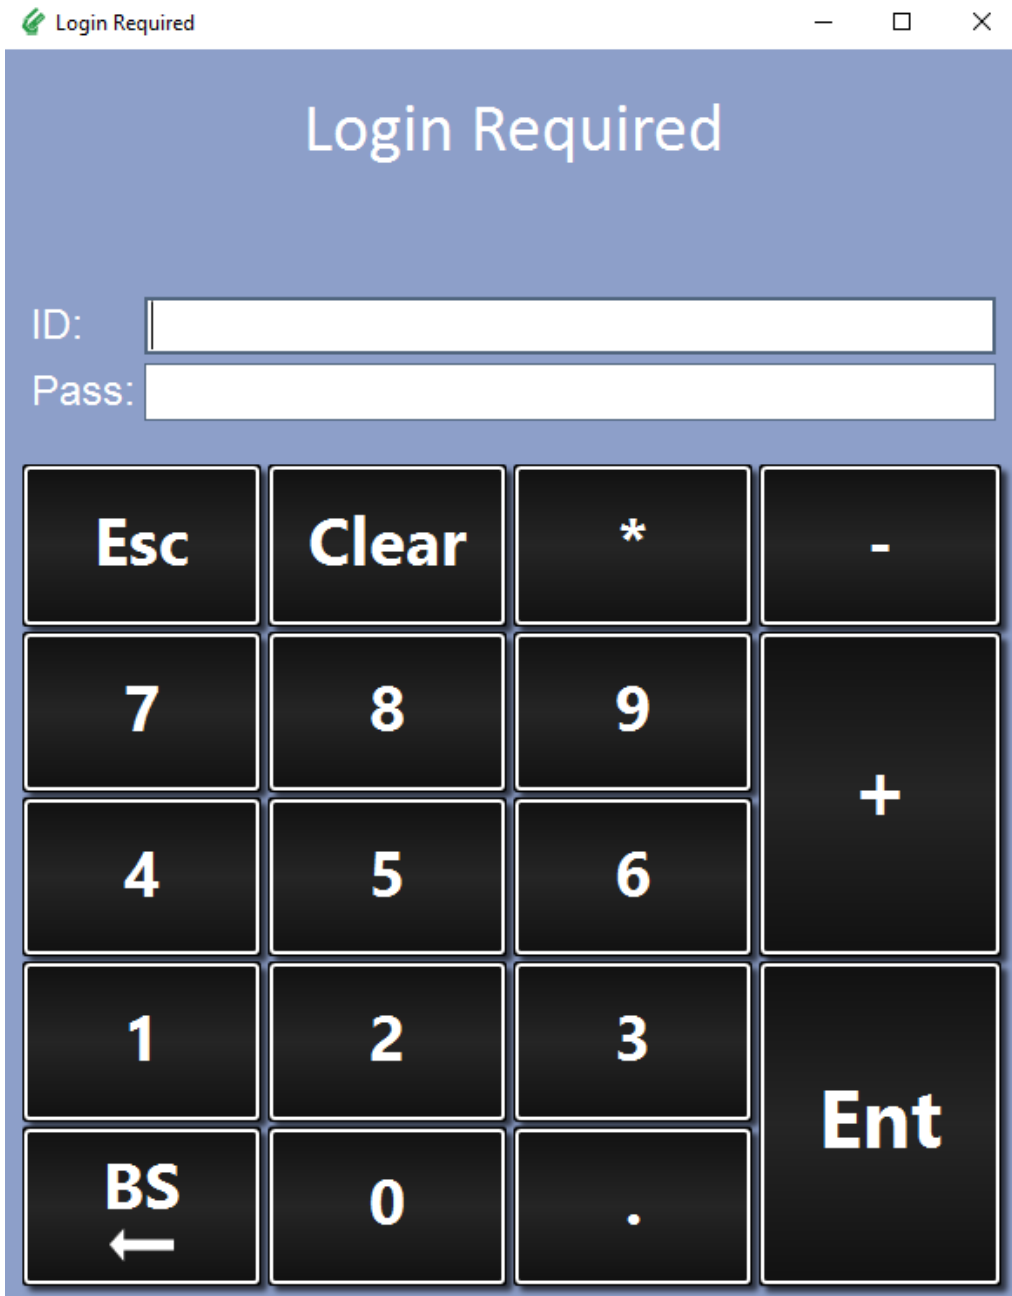 Login Required
Login Required
ID:
Pass:
Esc Clear * -
7 8 9
+
4 5 6
1 2 3
Ent
BS 0 .